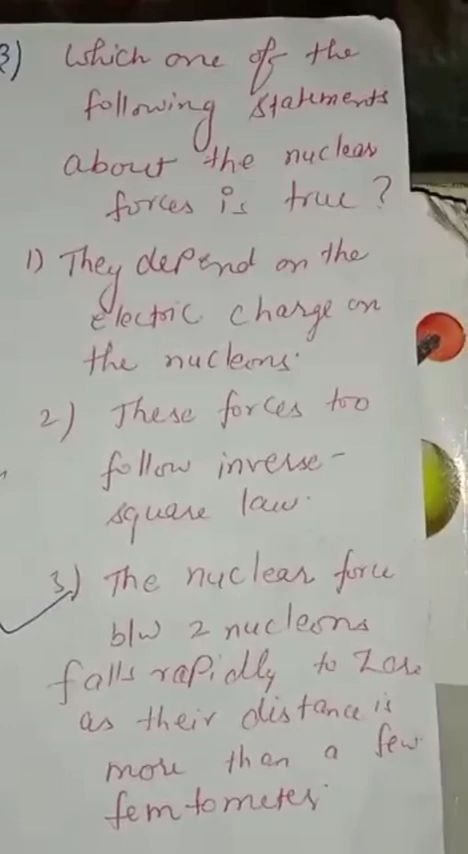 3) Which one of the
following statements
about the nuclear
forces is true?
1) They depend on the
electric charge on
the nucleons.
2) These forces too
follow inverse-
square law.
3) The nuclear force
b/w 2 nucleons
falls rapidly to Zero
as their distance is
more than a few
femtometer.